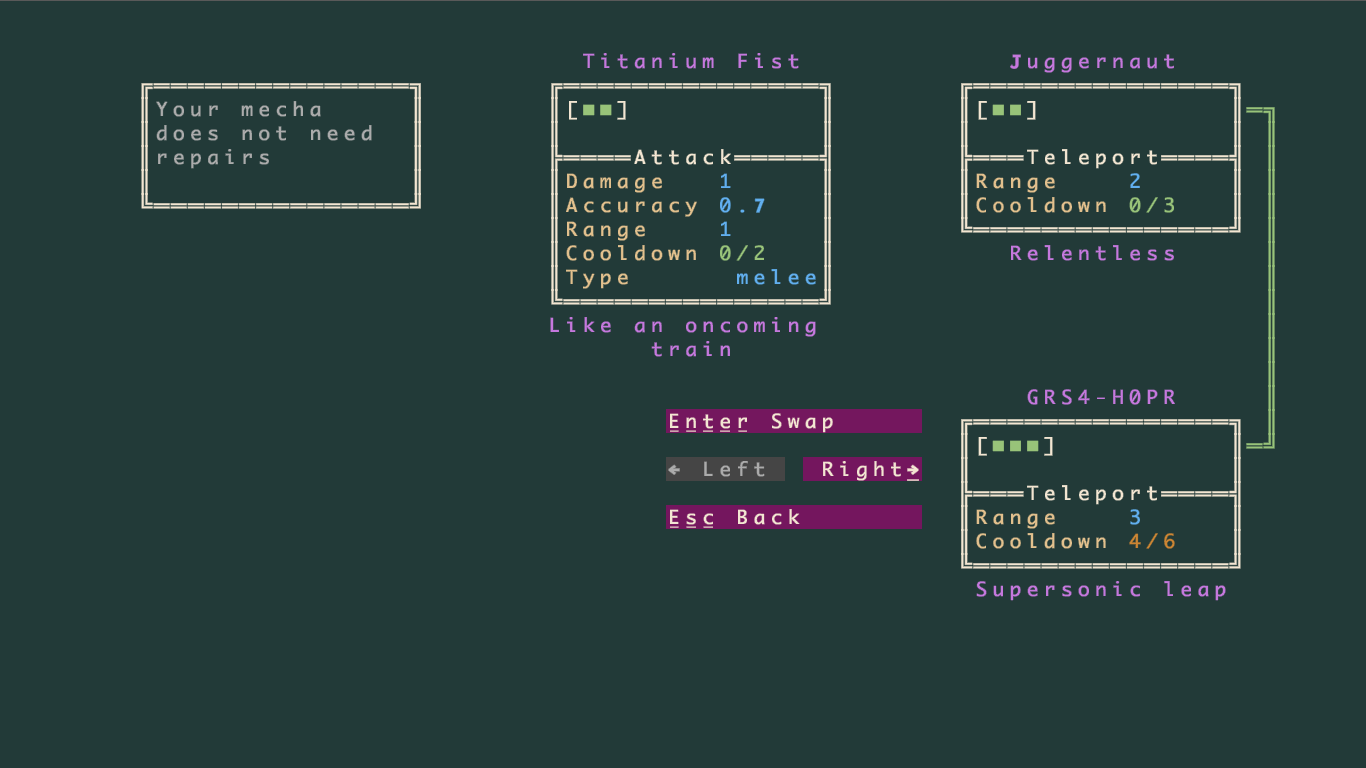 Your mecha
does not need
repairs
Titanium Fist
[■■]
Attack
Damage 1
Accuracy 0.7
Range 1
Cooldown 0/2
Type melee
Like an oncoming
train
Juggernaut
[■■]
Teleport
Range 2
Cooldown 0/3
Relentless
Enter Swap
← Left
Right→
Esc Back
GRS4-H0PR
[■■■]
Teleport
Range 3
Cooldown 4/6
Supersonic leap